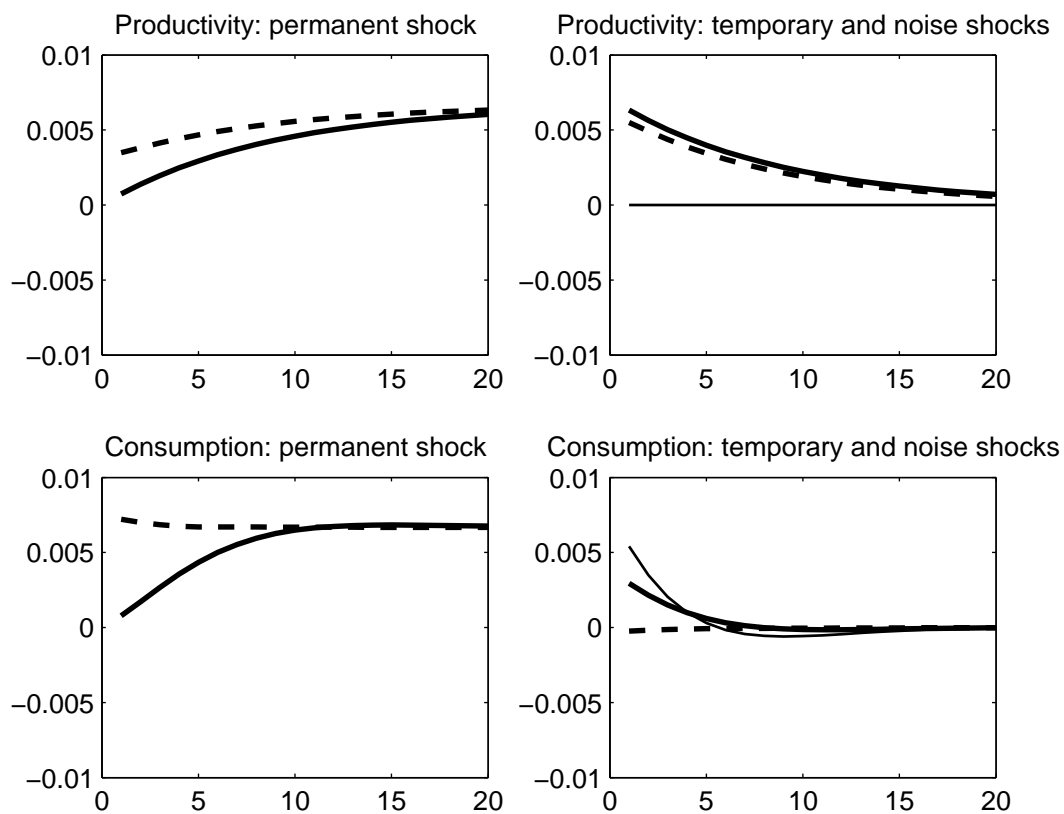 Productivity: permanent shock
0.01
0.005
0
−0.005
−0.01
0 5 10 15 20
Productivity: temporary and noise shocks
0.01
0.005
0
−0.005
−0.01
0 5 10 15 20
Consumption: permanent shock
0.01
0.005
0
−0.005
−0.01
0 5 10 15 20
Consumption: temporary and noise shocks
0.01
0.005
0
−0.005
−0.01
0 5 10 15 20